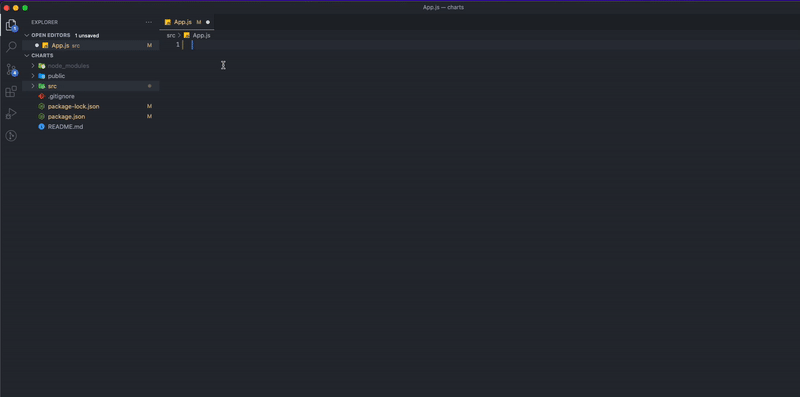 App.js — charts
EXPLORER
OPEN EDITORS 1 unsaved
App.js src M
CHARTS
node_modules
public
src
.gitignore
package-lock.json M
package.json M
README.md
App.js M
src > App.js
1